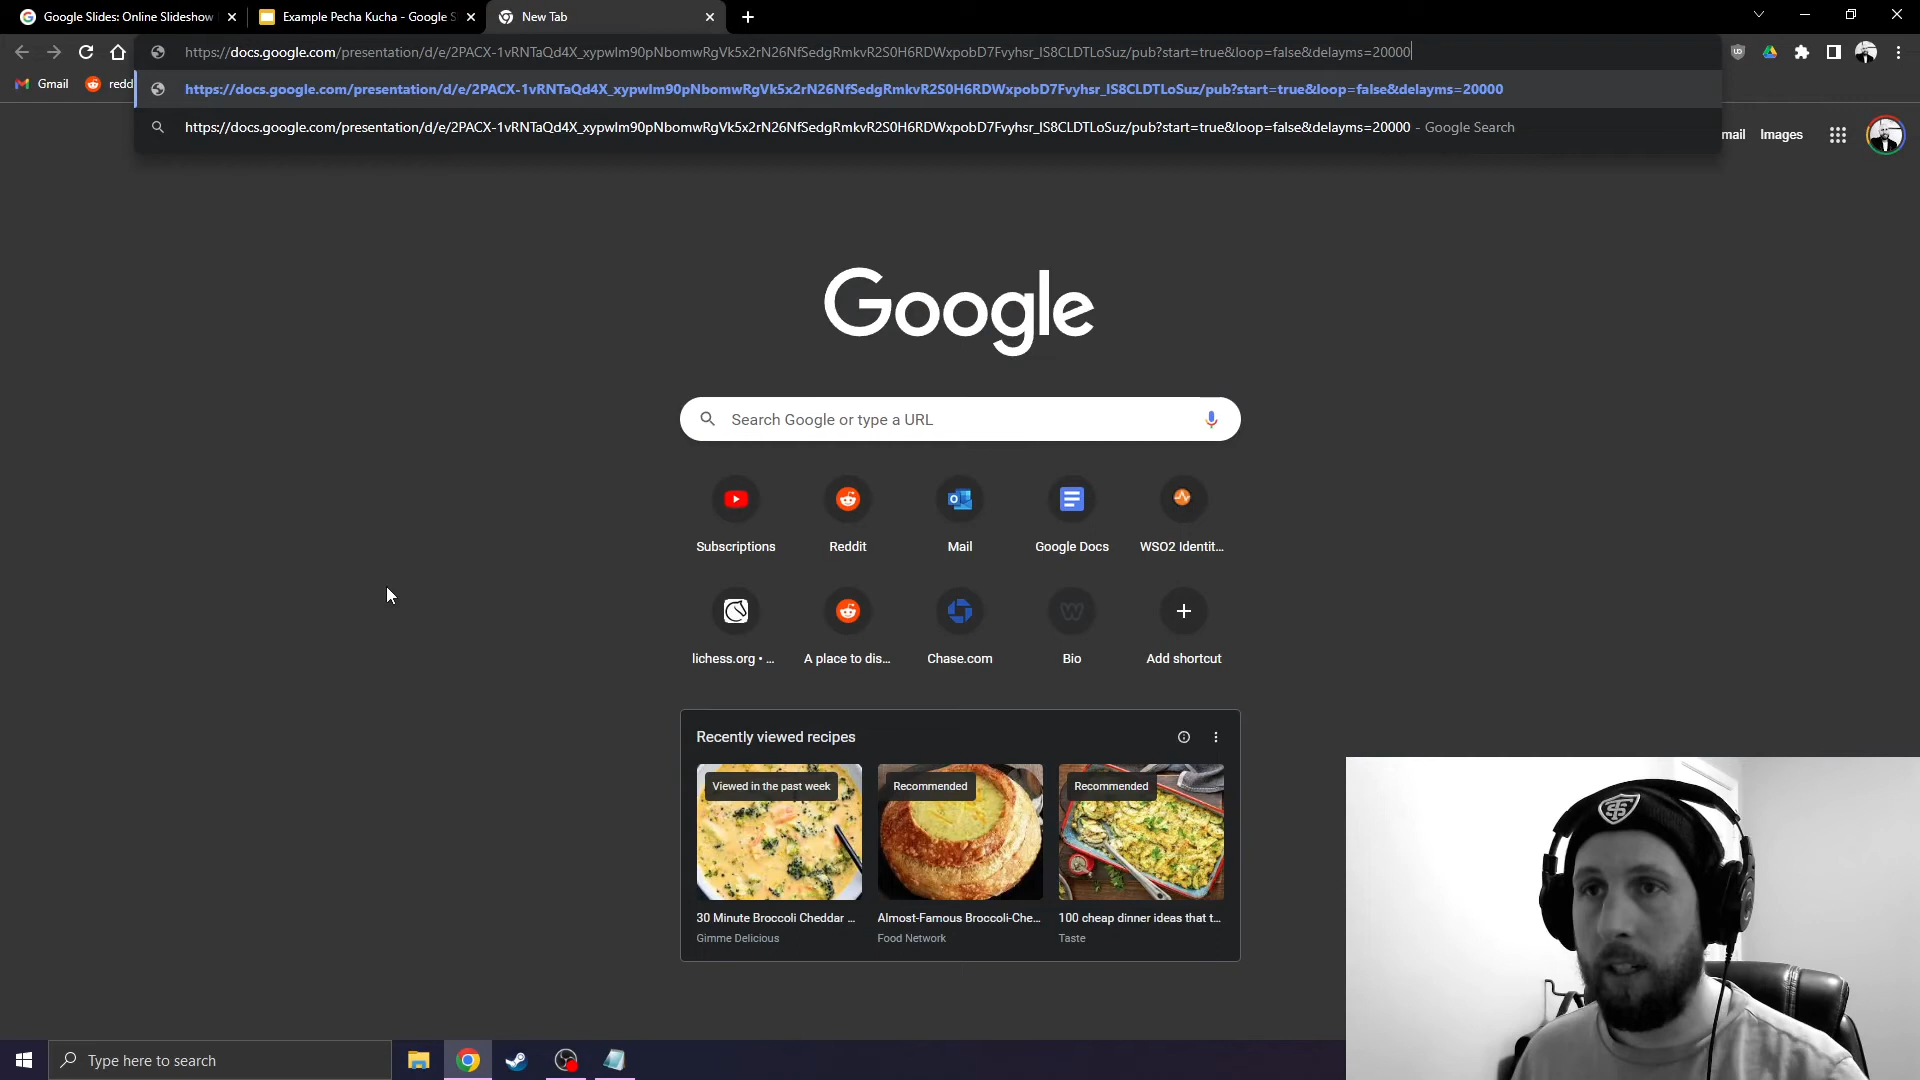 Google Slides: Online Slideshow
Example Pecha Kucha - Google S
New Tab
https://docs.google.com/presentation/d/e/2PACX-1vRNTaQd4X_xypwIm90pNbomwRgVk5x2rN26NfSedgRmkvR2S0H6RDWxpobD7Fvyhsr_IS8CLDTLoSuz/pub?start=true&loop=false&delayms=20000
Gmail
redd
https://docs.google.com/presentation/d/e/2PACX-1vRNTaQd4X_xypwIm90pNbomwRgVk5x2rN26NfSedgRmkvR2S0H6RDWxpobD7Fvyhsr_IS8CLDTLoSuz/pub?start=true&loop=false&delayms=20000
https://docs.google.com/presentation/d/e/2PACX-1vRNTaQd4X_xypwIm90pNbomwRgVk5x2rN26NfSedgRmkvR2S0H6RDWxpobD7Fvyhsr_IS8CLDTLoSuz/pub?start=true&loop=false&delayms=20000 - Google Search
mail Images
Google
Search Google or type a URL
Subscriptions
Reddit
Mail
Google Docs
WSO2 Identit...
lichess.org • ...
A place to dis...
Chase.com
Bio
Add shortcut
Recently viewed recipes
Viewed in the past week
Recommended
Recommended
30 Minute Broccoli Cheddar ...
Almost-Famous Broccoli-Che...
100 cheap dinner ideas that t...
Gimme Delicious
Food Network
Taste
Type here to search